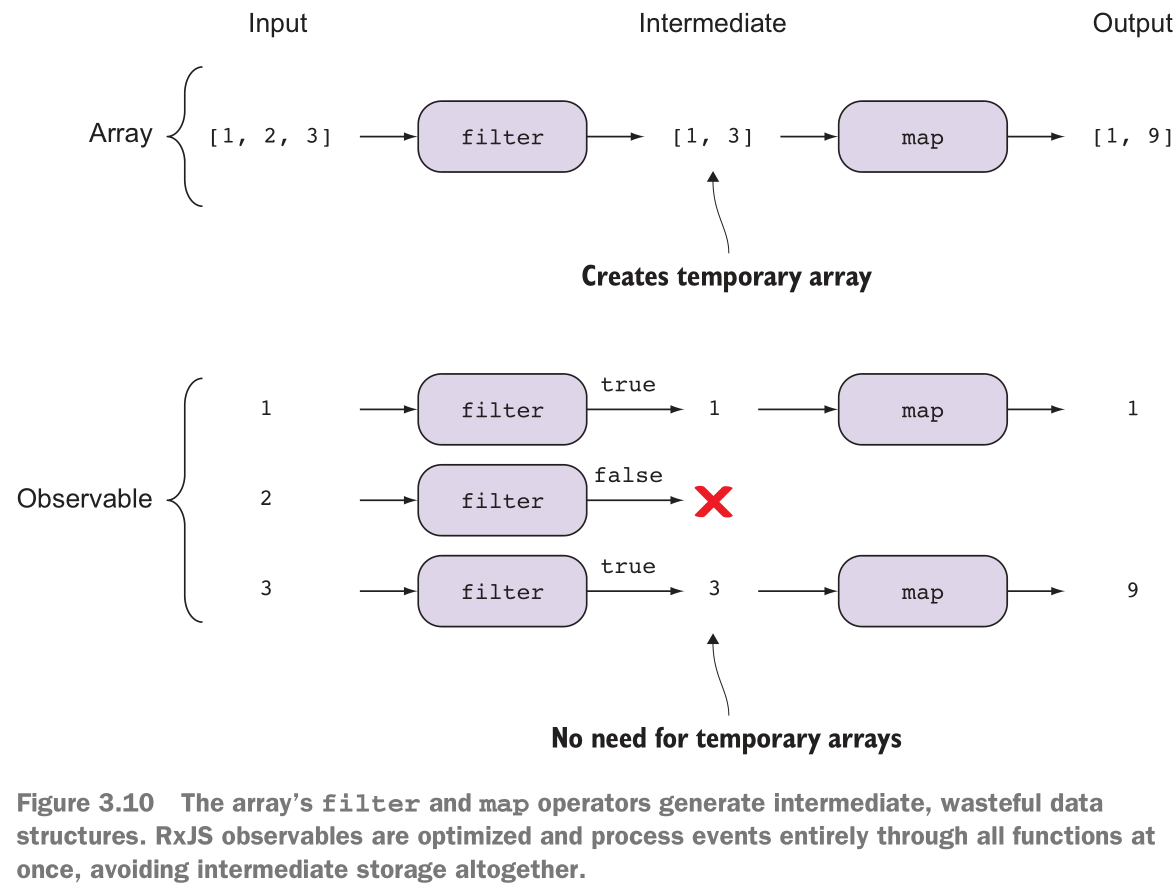 Input Intermediate Output
Array [1, 2, 3] filter [1, 3] map [1, 9]
Creates temporary array
true
1 filter 1 map 1
false
Observable 2 filter
true
3 filter 3 map 9
No need for temporary arrays
Figure 3.10 The array's filter and map operators generate intermediate, wasteful data
structures. RxJS observables are optimized and process events entirely through all functions at
once, avoiding intermediate storage altogether.